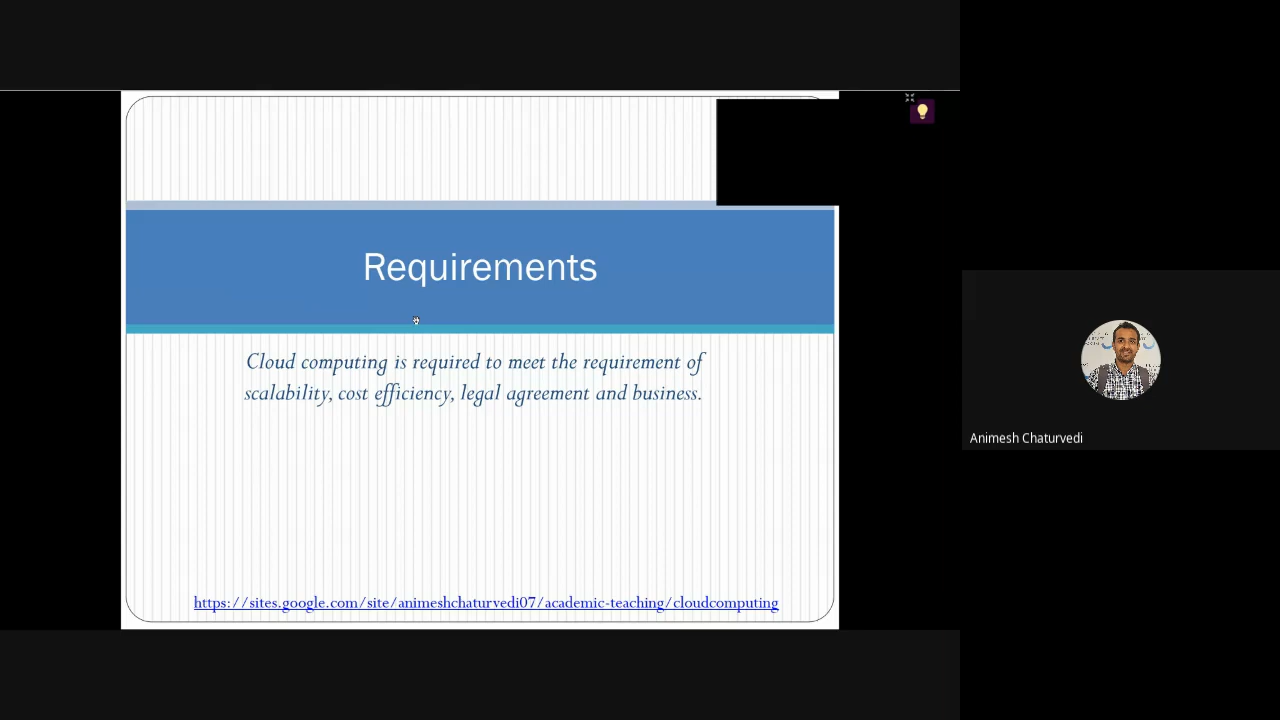 Requirements
Cloud computing is required to meet the requirement of
scalability, cost efficiency, legal agreement and business.
https://sites.google.com/site/animeshchaturvedi07/academic-teaching/cloudcomputing
Animesh Chaturvedi